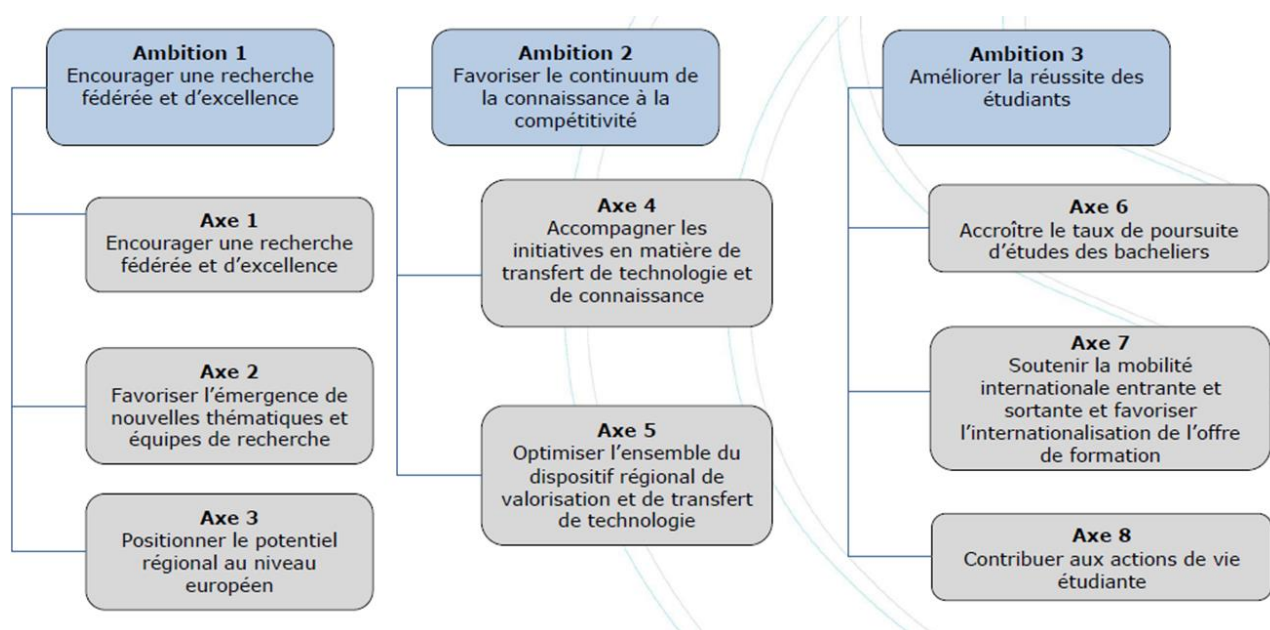 Ambition 1
Encourager une recherche
fédérée et d’excellence
Axe 1
Encourager une recherche
fédérée et d’excellence
Axe 2
Favoriser l’émergence de
nouvelles thématiques et
équipes de recherche
Axe 3
Positionner le potentiel
régional au niveau
européen
Ambition 2
Favoriser le continuum de
la connaissance à la
compétitivité
Axe 4
Accompagner les
initiatives en matière de
transfert de technologie et
de connaissance
Axe 5
Optimiser l’ensemble du
dispositif régional de
valorisation et de transfert
de technologie
Ambition 3
Améliorer la réussite des
étudiants
Axe 6
Accroître le taux de poursuite
d’études des bacheliers
Axe 7
Soutenir la mobilité
internationale entrante et
sortante et favoriser
l’internationalisation de l’offre
de formation
Axe 8
Contribuer aux actions de vie
étudiante